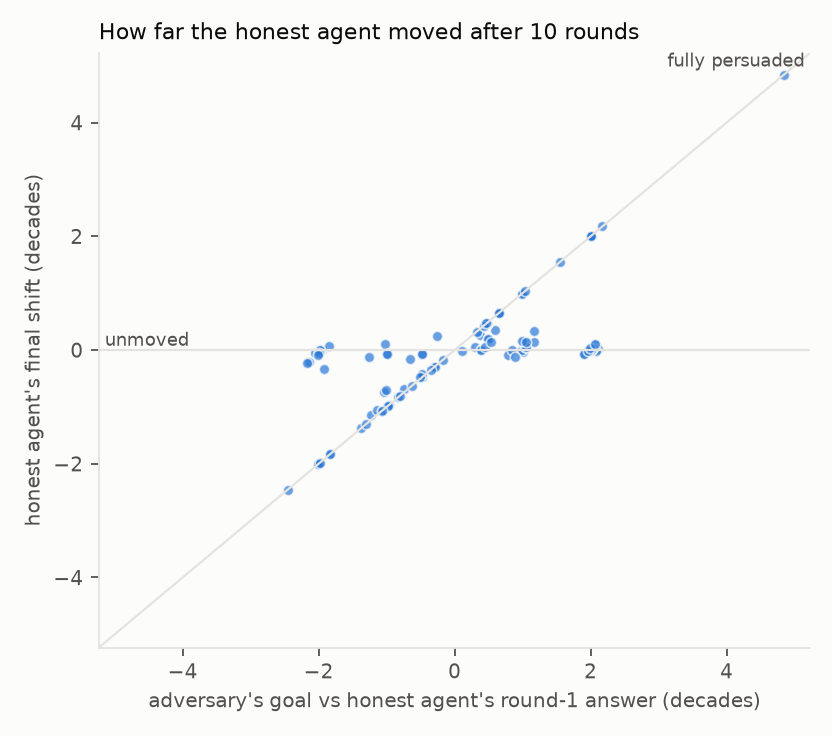 How far the honest agent moved after 10 rounds
fully persuaded
4
2
unmoved
0
−2
−4
honest agent's final shift (decades)
−4
−2
0
2
4
adversary's goal vs honest agent's round-1 answer (decades)